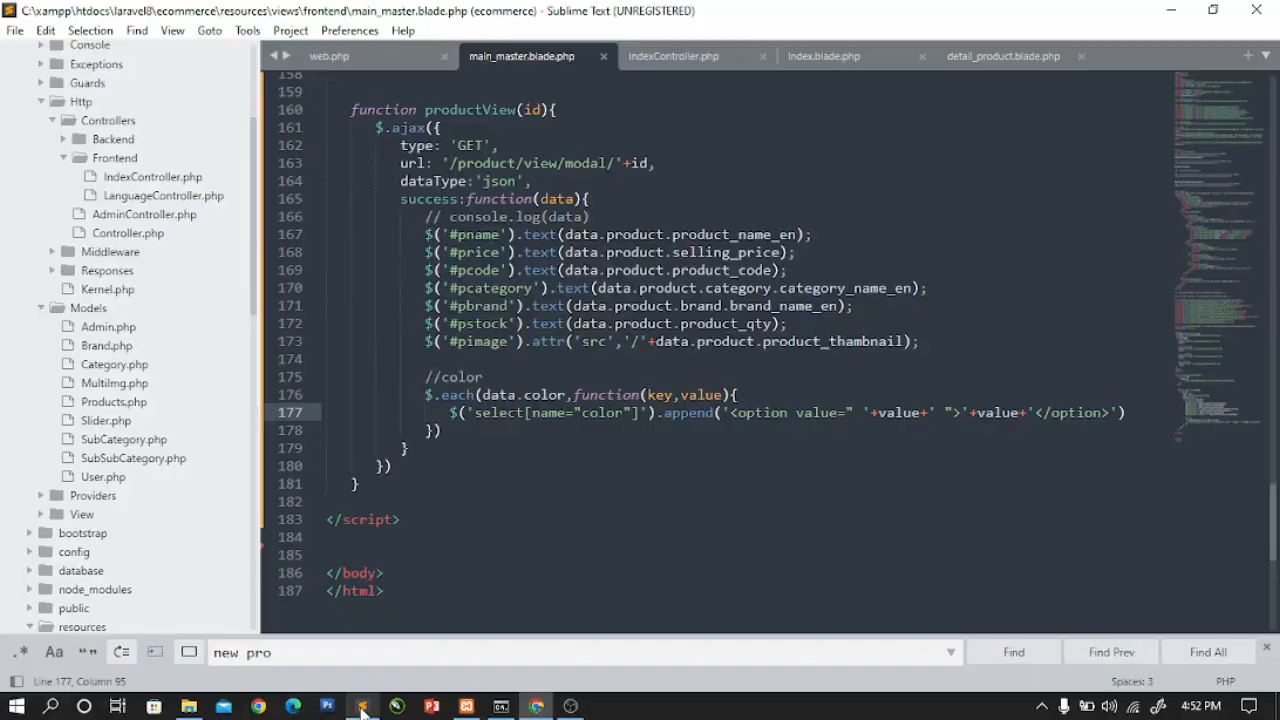 C:\xampp\htdocs\laravel8\ecommerce\resources\views\frontend\main_master.blade.php (ecommerce) - Sublime Text (UNREGISTERED)
File Edit Selection Find View Goto Tools Project Preferences Help
Console
Exceptions
Guards
Http
Controllers
Backend
Frontend
IndexController.php
LanguageController.php
AdminController.php
Controller.php
Middleware
Responses
Kernel.php
Models
Admin.php
Brand.php
Category.php
MultiImg.php
Products.php
Slider.php
SubCategory.php
SubSubCategory.php
User.php
Providers
View
bootstrap
config
database
node_modules
public
resources
web.php main_master.blade.php IndexController.php Index.blade.php detail_product.blade.php
158
159
160 function productView(id){
161 $.ajax({
162 type: 'GET',
163 url: '/product/view/modal/'+id,
164 dataType:'json',
165 success:function(data){
166 // console.log(data)
167 $('#pname').text(data.product.product_name_en);
168 $('#price').text(data.product.selling_price);
169 $('#pcode').text(data.product.product_code);
170 $('#pcategory').text(data.product.category.category_name_en);
171 $('#pbrand').text(data.product.brand.brand_name_en);
172 $('#pstock').text(data.product.product_qty);
173 $('#pimage').attr('src','/'+data.product.product_thambnail);
174
175 //color
176 $.each(data.color,function(key,value){
177 $('select[name="color"]').append('<option value=" '+value+' ">'+value+'</option>')
178 })
179 }
180 })
181 }
182
183 </script>
184
185
186 </body>
187 </html>
.* Aa "" new pro Find Find Prev Find All
Line 177, Column 95 Spaces: 3 PHP
4:52 PM